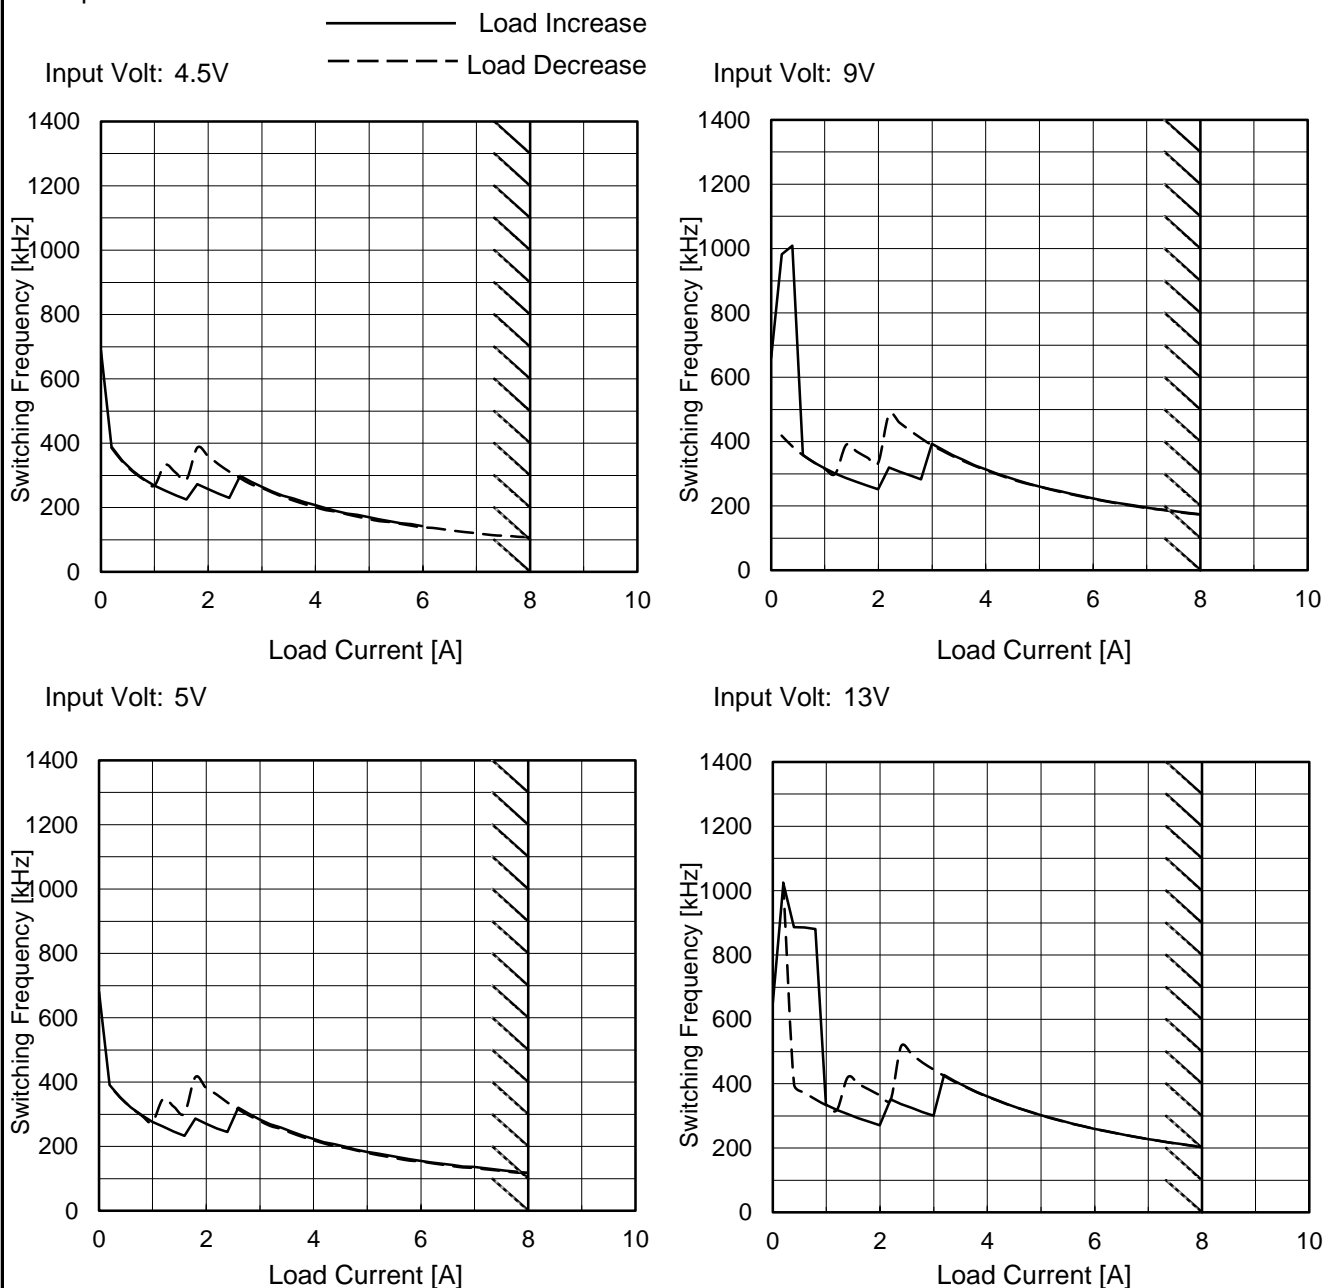 Load Increase
Load Decrease
Input Volt: 4.5V
1400
1200
1000
800
600
400
200
0
0 2 4 6 8 10
Switching Frequency [kHz]
Load Current [A]
Input Volt: 9V
1400
1200
1000
800
600
400
200
0
0 2 4 6 8 10
Switching Frequency [kHz]
Load Current [A]
Input Volt: 5V
1400
1200
1000
800
600
400
200
0
0 2 4 6 8 10
Switching Frequency [kHz]
Load Current [A]
Input Volt: 13V
1400
1200
1000
800
600
400
200
0
0 2 4 6 8 10
Switching Frequency [kHz]
Load Current [A]